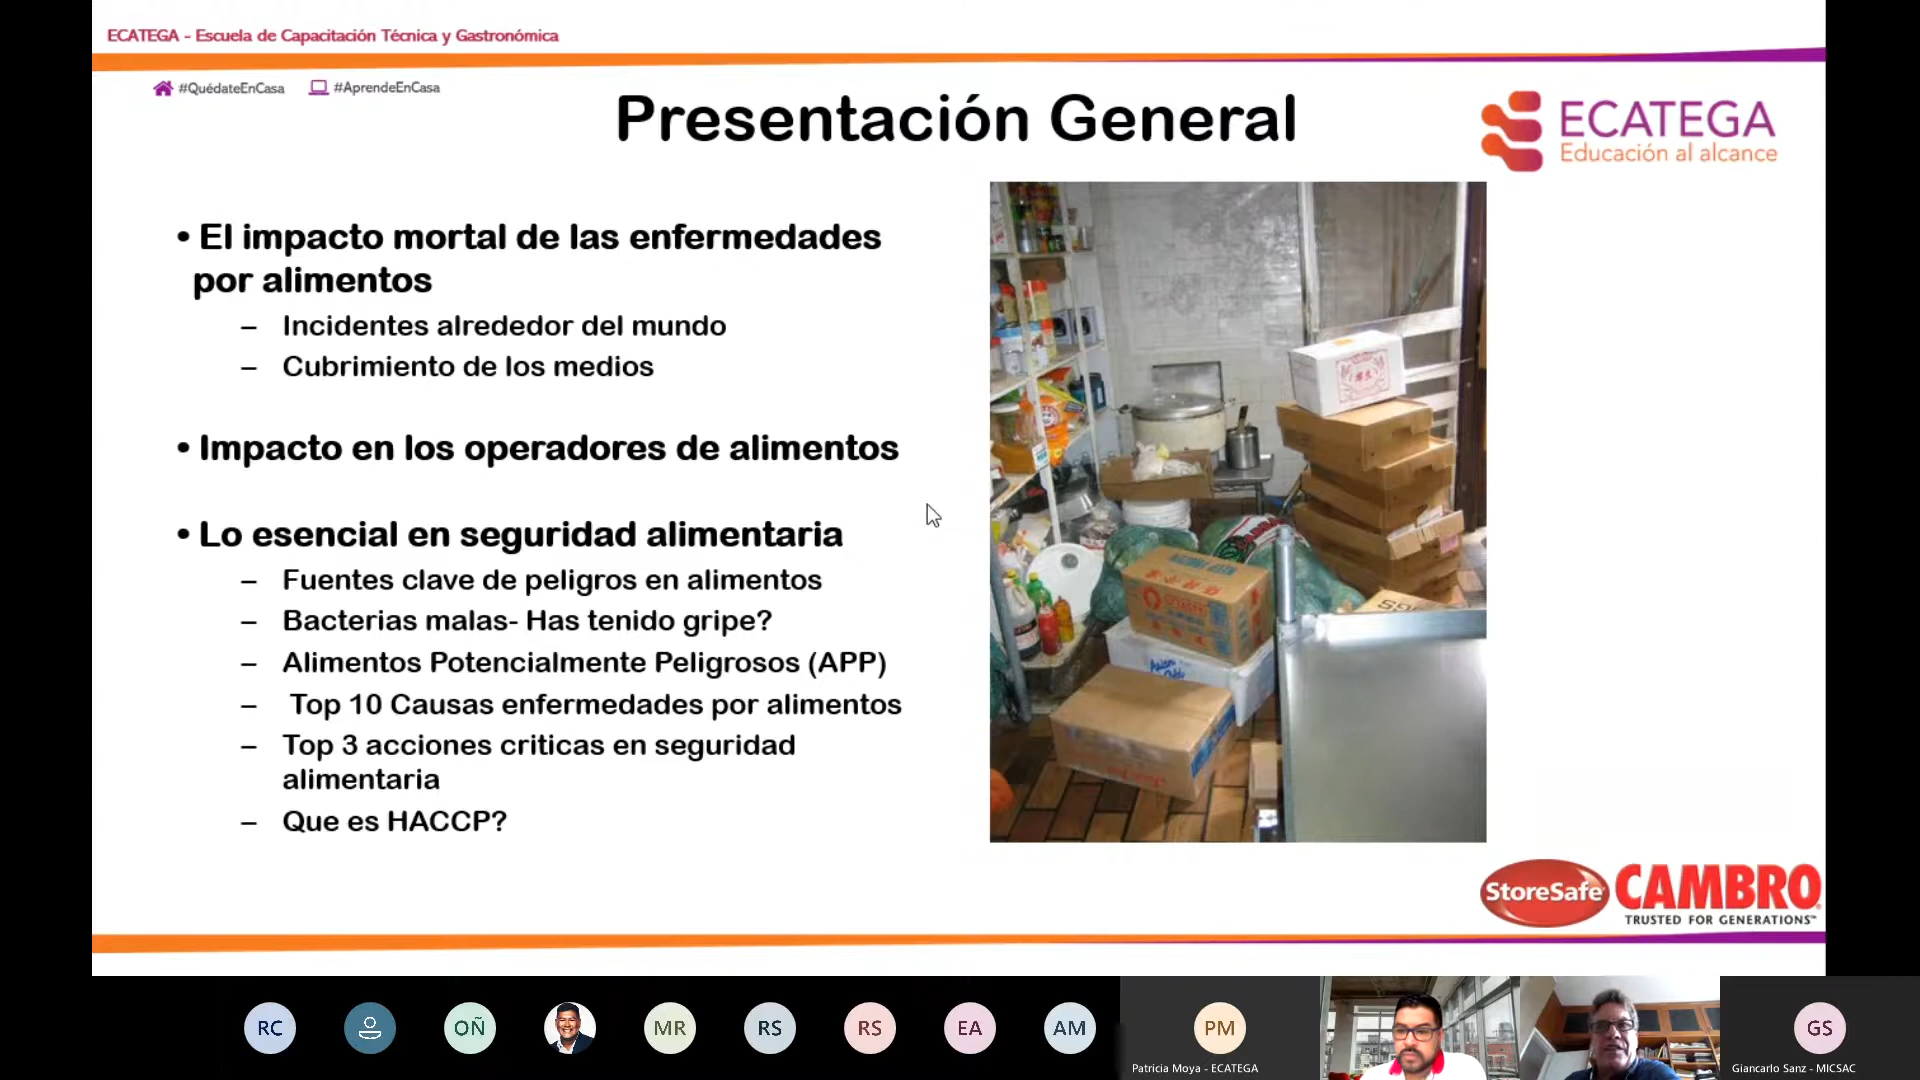 ECATEGA - Escuela de Capacitación Técnica y Gastronómica
#QuédateEnCasa #AprendeEnCasa
Presentación General
ECATEGA
Educación al alcance
• El impacto mortal de las enfermedades
por alimentos
– Incidentes alrededor del mundo
– Cubrimiento de los medios
• Impacto en los operadores de alimentos
• Lo esencial en seguridad alimentaria
– Fuentes clave de peligros en alimentos
– Bacterias malas- Has tenido gripe?
– Alimentos Potencialmente Peligrosos (APP)
– Top 10 Causas enfermedades por alimentos
– Top 3 acciones criticas en seguridad
alimentaria
– Que es HACCP?
StoreSafe CAMBRO
TRUSTED FOR GENERATIONS™
RC OÑ MR RS RS EA AM PM GS
Patricia Moya - ECATEGA
Giancarlo Sanz - MICSAC